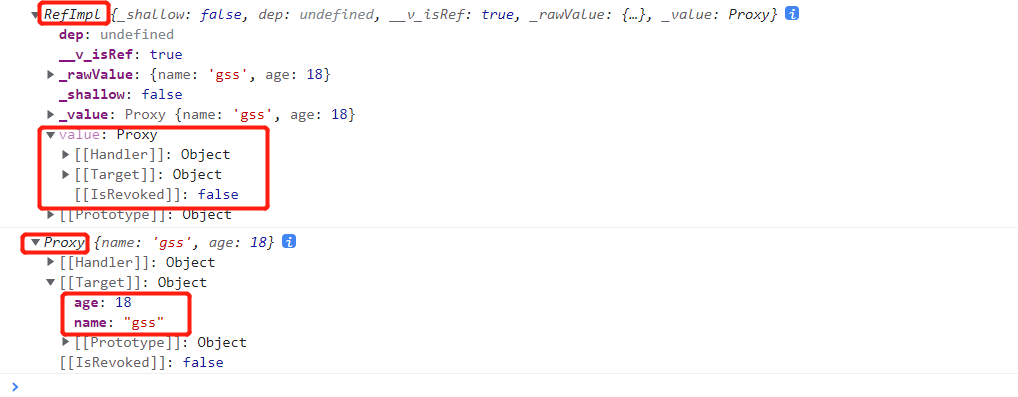 RefImpl {_shallow: false, dep: undefined, __v_isRef: true, _rawValue: {…}, _value: Proxy} i
dep: undefined
__v_isRef: true
_rawValue: {name: 'gss', age: 18}
_shallow: false
_value: Proxy {name: 'gss', age: 18}
value: Proxy
[[Handler]]: Object
[[Target]]: Object
[[IsRevoked]]: false
[[Prototype]]: Object
Proxy {name: 'gss', age: 18} i
[[Handler]]: Object
[[Target]]: Object
age: 18
name: "gss"
[[Prototype]]: Object
[[IsRevoked]]: false